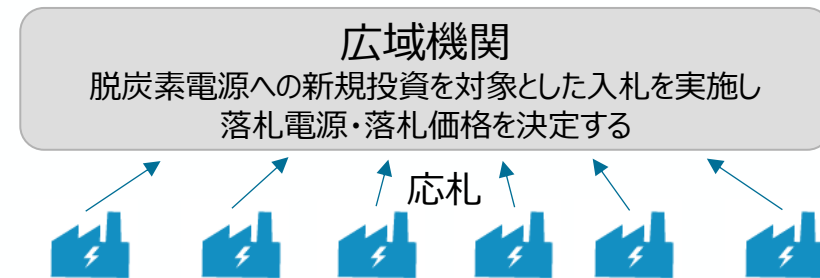 広域機関
脱炭素電源への新規投資を対象とした入札を実施し
落札電源・落札価格を決定する
応札